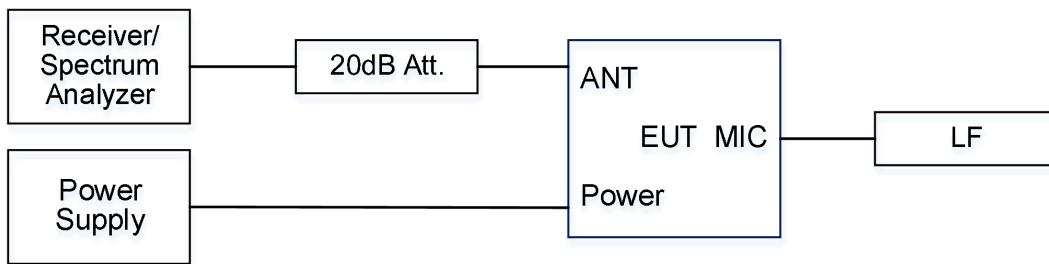 Receiver/
Spectrum
Analyzer
20dB Att.
ANT
EUT MIC
LF
Power
Supply
Power